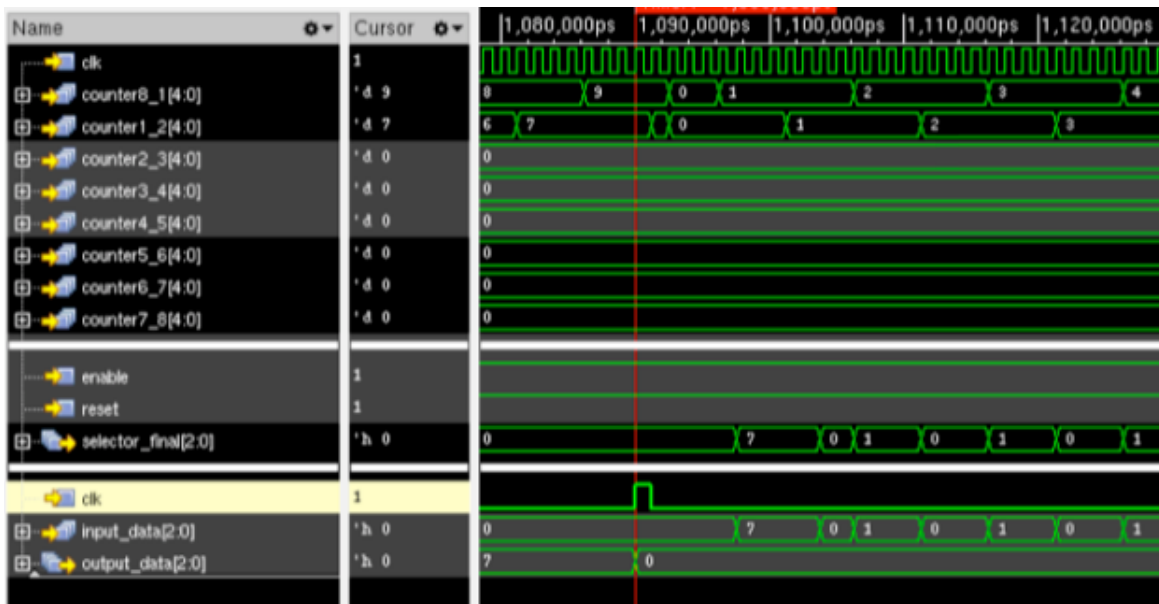 Name Cursor 1,080,000ps 1,090,000ps 1,100,000ps 1,110,000ps 1,120,000ps
clk 1
counter8_1[4:0] 'd 9 8 9 0 1 2 3 4
counter1_2[4:0] 'd 7 6 7 0 1 2 3
counter2_3[4:0] 'd 0 0
counter3_4[4:0] 'd 0 0
counter4_5[4:0] 'd 0 0
counter5_6[4:0] 'd 0 0
counter6_7[4:0] 'd 0 0
counter7_8[4:0] 'd 0 0
enable 1
reset 1
selector_final[2:0] 'h 0 0 7 0 1 0 1 0 1
clk 1
input_data[2:0] 'h 0 0 7 0 1 0 1 0 1
output_data[2:0] 'h 0 7 0